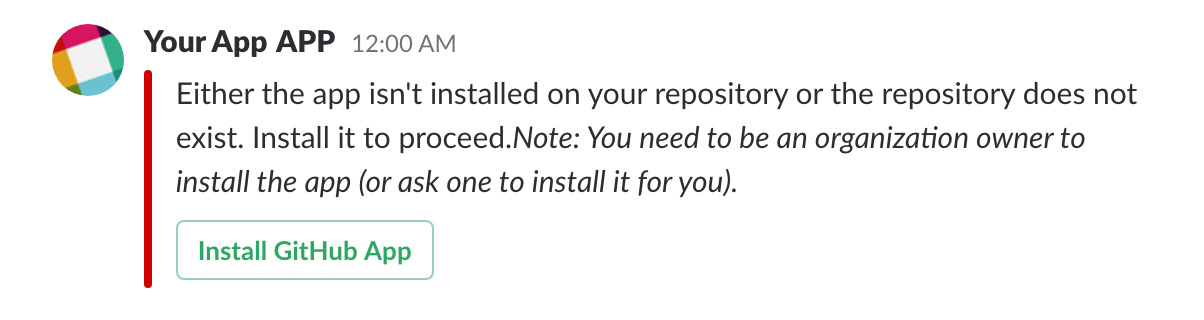 Your App APP 12:00 AM
Either the app isn't installed on your repository or the repository does not
exist. Install it to proceed.Note: You need to be an organization owner to
install the app (or ask one to install it for you).
Install GitHub App